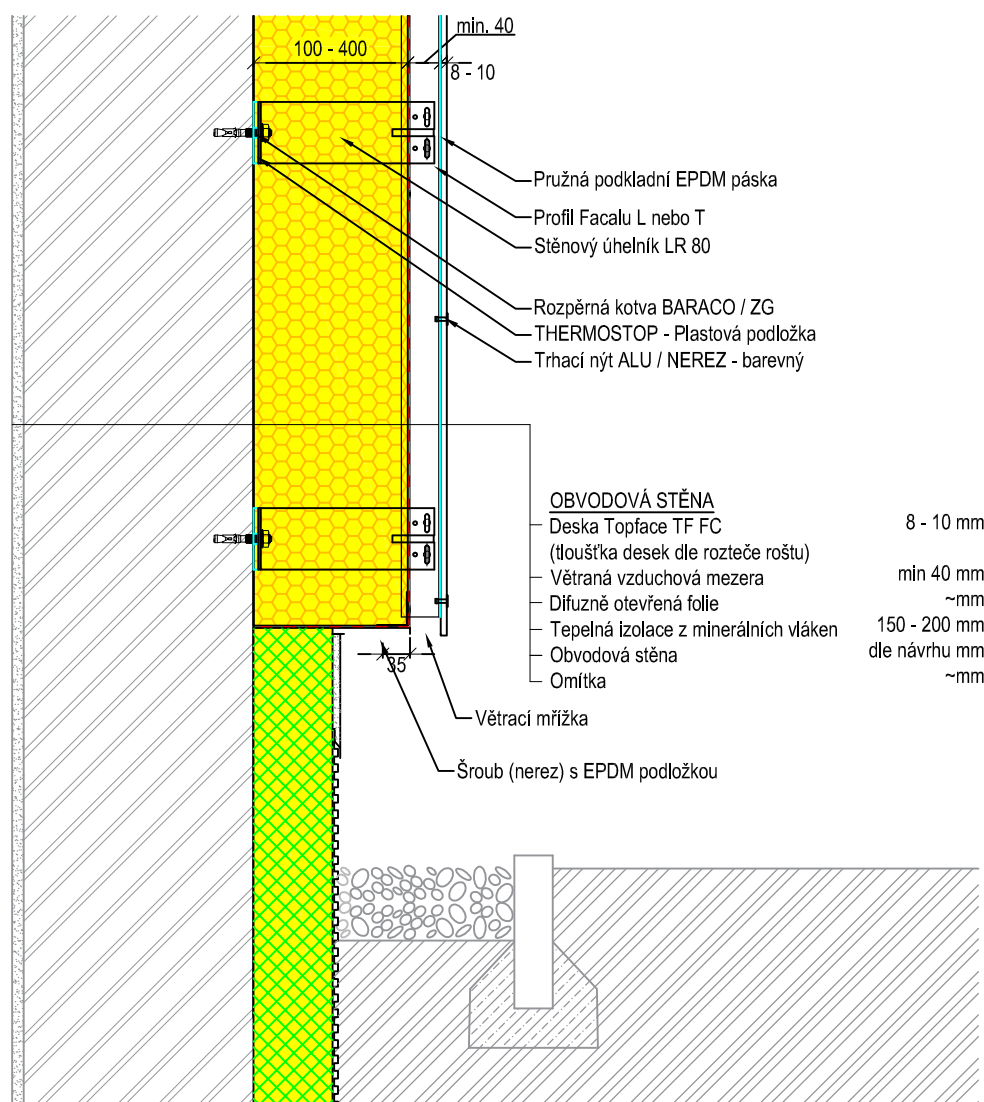 min. 40
100 - 400
8 - 10
Pružná podkladní EPDM páska
Profil Facalu L nebo T
Stěnový úhelník LR 80
Rozpěrná kotva BARACO / ZG
THERMOSTOP - Plastová podložka
Trhací nýt ALU / NEREZ - barevný
OBVODOVÁ STĚNA
Deska Topface TF FC 8 - 10 mm
(tloušťka desek dle rozteče roštu)
Větraná vzduchová mezera min 40 mm
Difuzně otevřená folie ~mm
Tepelná izolace z minerálních vláken 150 - 200 mm
Obvodová stěna dle návrhu mm
Omítka ~mm
35
Větrací mřížka
Šroub (nerez) s EPDM podložkou